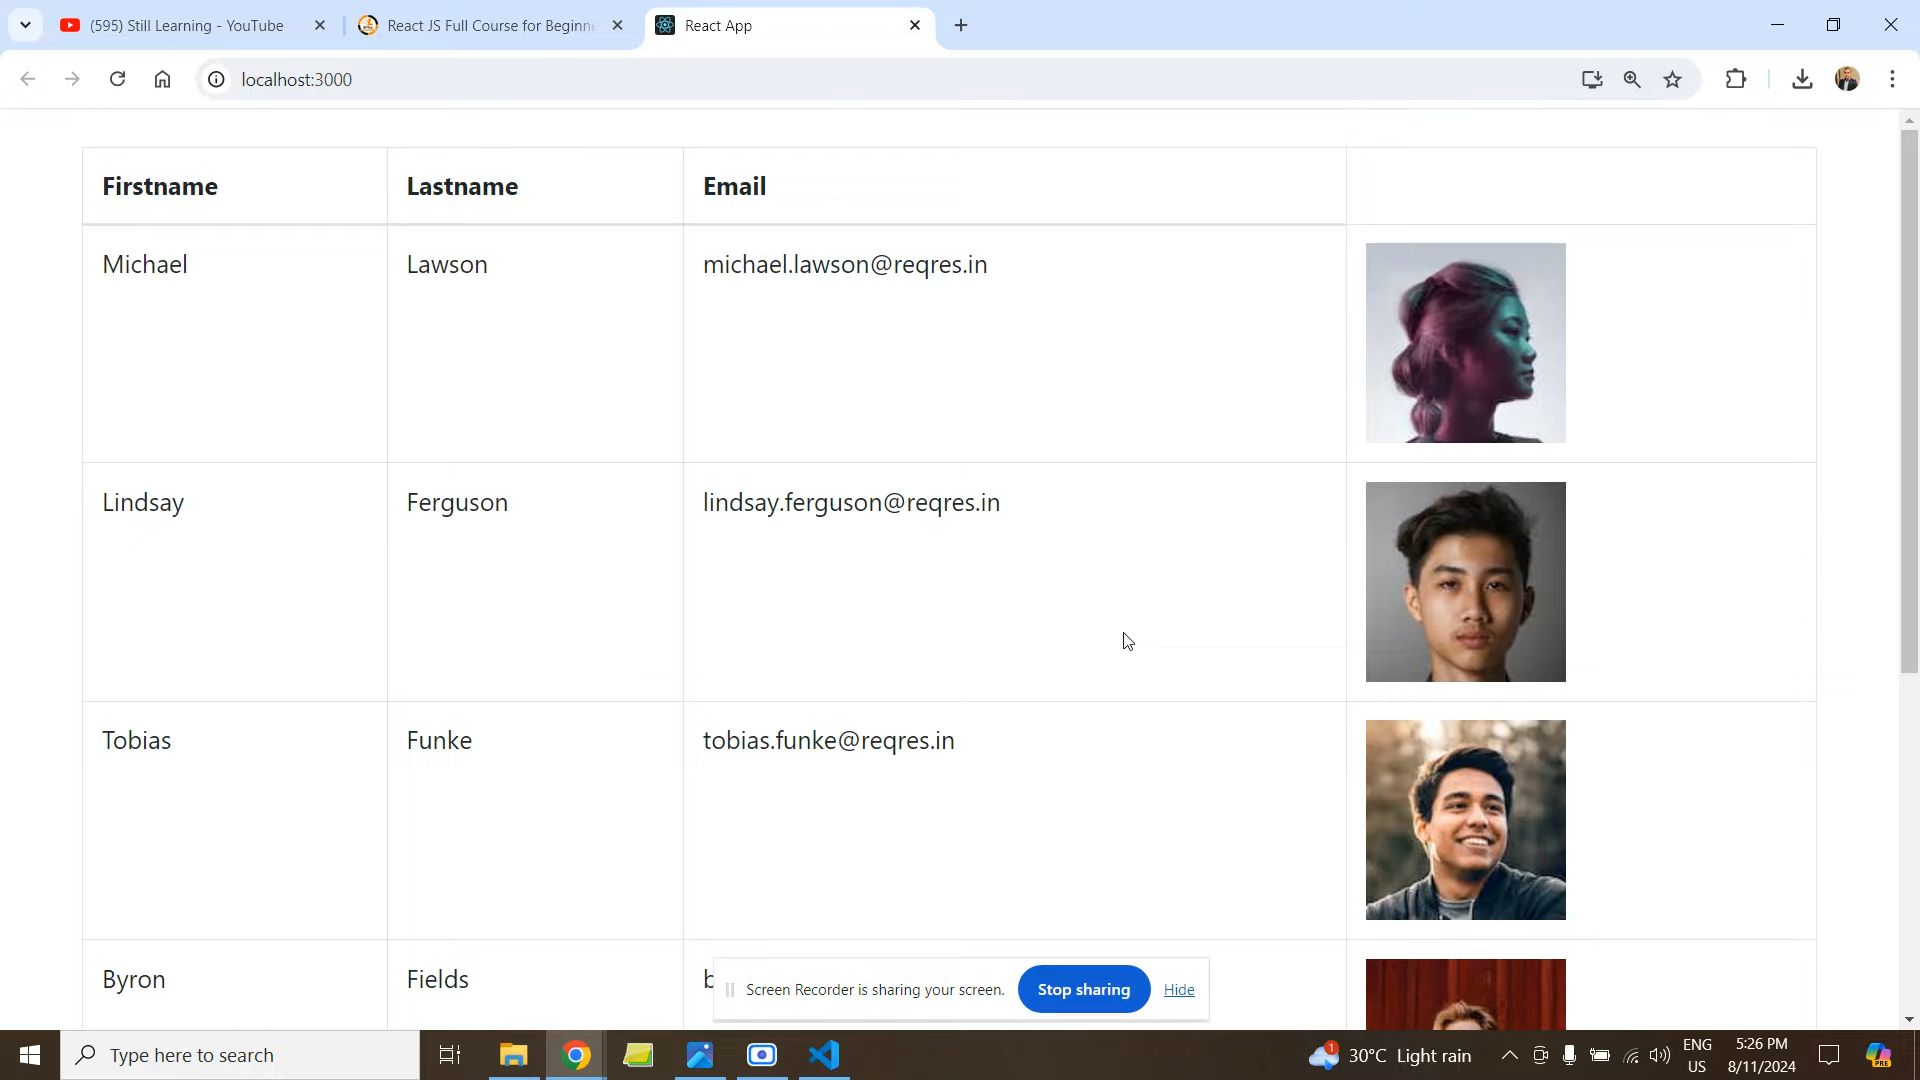 (595) Still Learning - YouTube
React JS Full Course for Beginne
React App
localhost:3000
Firstname Lastname Email
Michael Lawson michael.lawson@reqres.in
Lindsay Ferguson lindsay.ferguson@reqres.in
Tobias Funke tobias.funke@reqres.in
Byron Fields b
Screen Recorder is sharing your screen. Stop sharing Hide
Type here to search
1
30°C Light rain
ENG
US
5:26 PM
8/11/2024
PRE